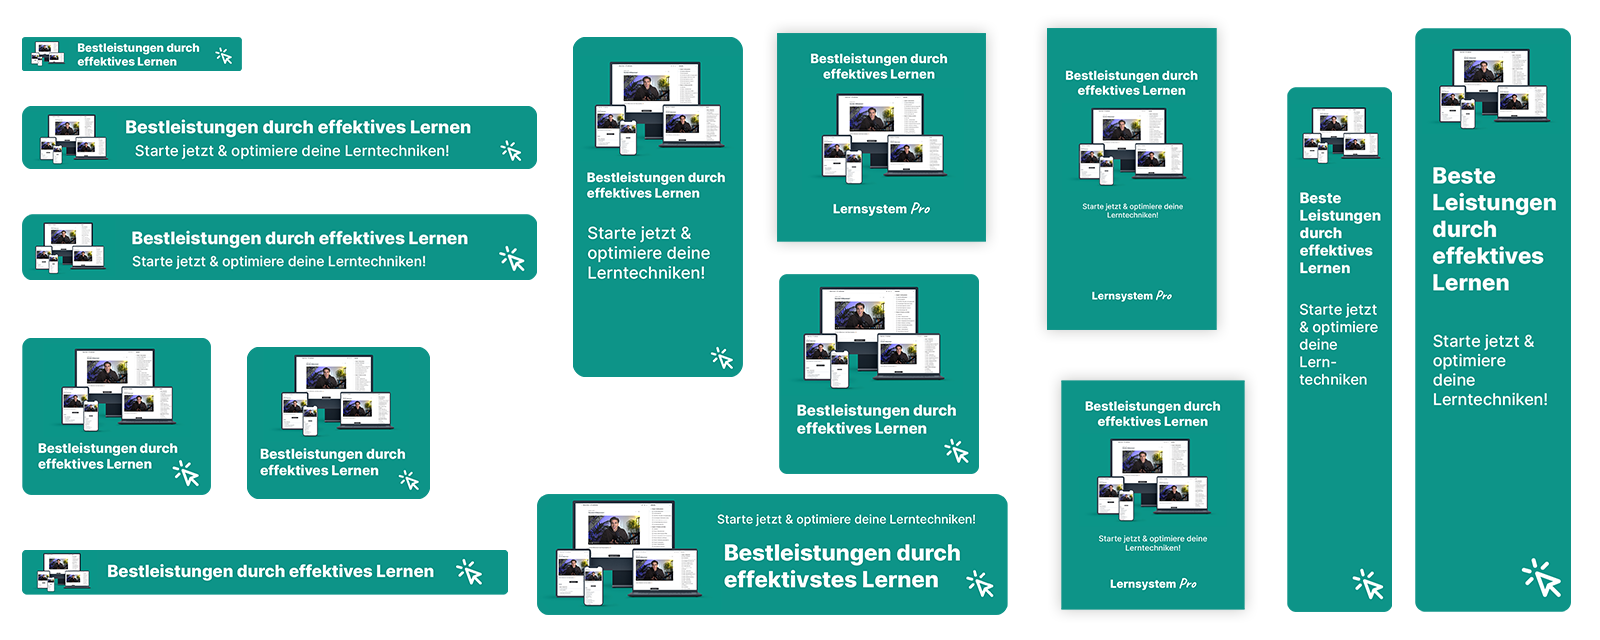 Bestleistungen durch
effektives Lernen
Bestleistungen durch effektives Lernen
Starte jetzt & optimiere deine Lerntechniken!
Bestleistungen durch effektives Lernen
Starte jetzt & optimiere deine Lerntechniken!
Bestleistungen durch
effektives Lernen
Bestleistungen durch
effektives Lernen
Bestleistungen durch effektives Lernen
Bestleistungen durch
effektives Lernen
Starte jetzt &
optimiere deine
Lerntechniken!
Bestleistungen durch
effektives Lernen
Lernsystem Pro
Bestleistungen durch
effektives Lernen
Starte jetzt & optimiere deine Lerntechniken!
Bestleistungen durch
effektivstes Lernen
Bestleistungen durch
effektives Lernen
Starte jetzt & optimiere deine
Lerntechniken!
Lernsystem Pro
Bestleistungen durch
effektives Lernen
Starte jetzt & optimiere deine
Lerntechniken!
Lernsystem Pro
Beste
Leistungen
durch
effektives
Lernen
Starte jetzt
& optimiere
deine
Lern-
techniken
Beste
Leistungen
durch
effektives
Lernen
Starte jetzt &
optimiere
deine
Lerntechniken!